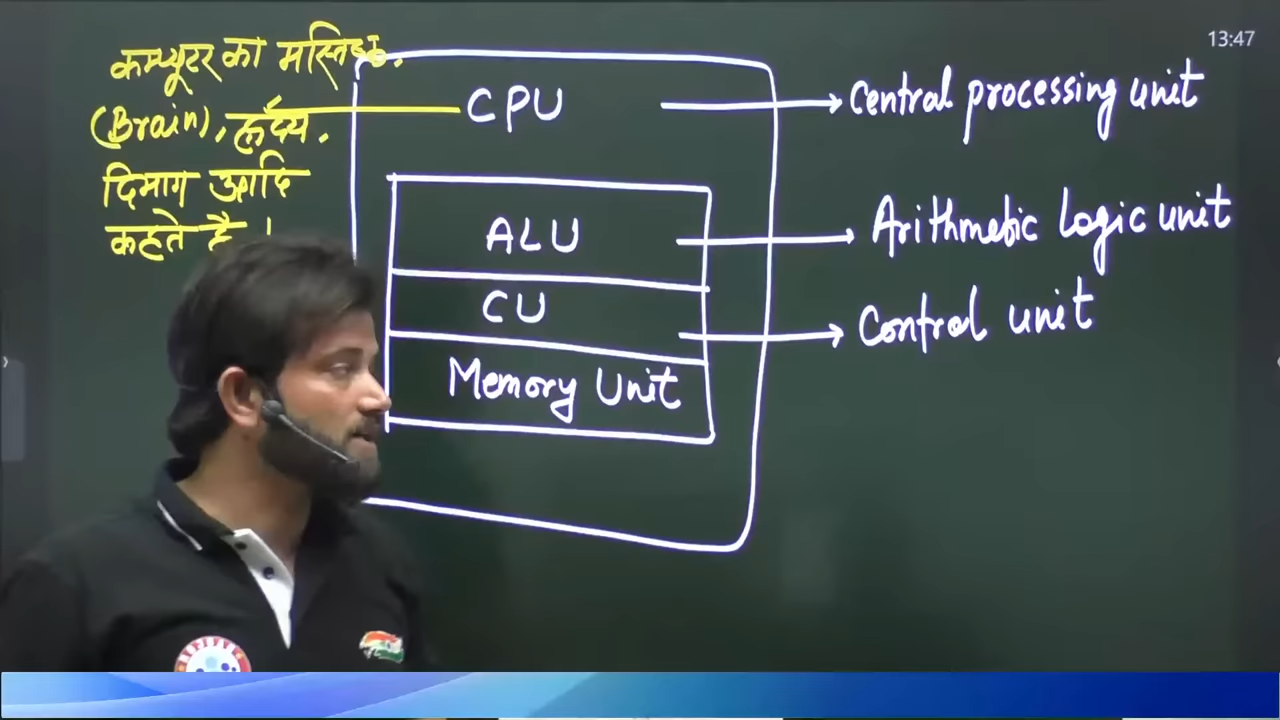 13:47
कम्प्यूटर का मस्तिष्क.
(Brain), हृदय.
दिमाग आदि
कहते है।
CPU → Central processing unit
ALU → Arithmetic Logic unit
CU → Control unit
Memory Unit